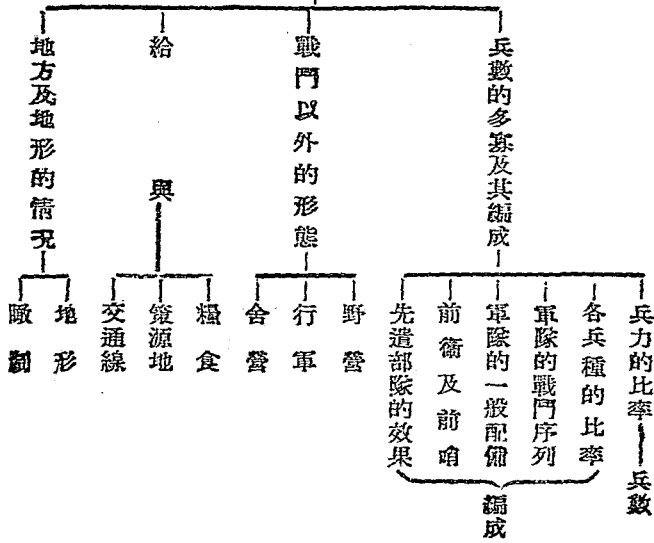 兵數的多寡及其編成
兵力的比率
兵數
各兵種的比率
軍隊的戰鬥序列
軍隊的一般配備
前衛及前哨
先遣部隊的效果
編成
戰鬥以外的形態
野營
行軍
舍營
給與
糧食
策源地
交通線
地方及地形的情况
地形
瞰制